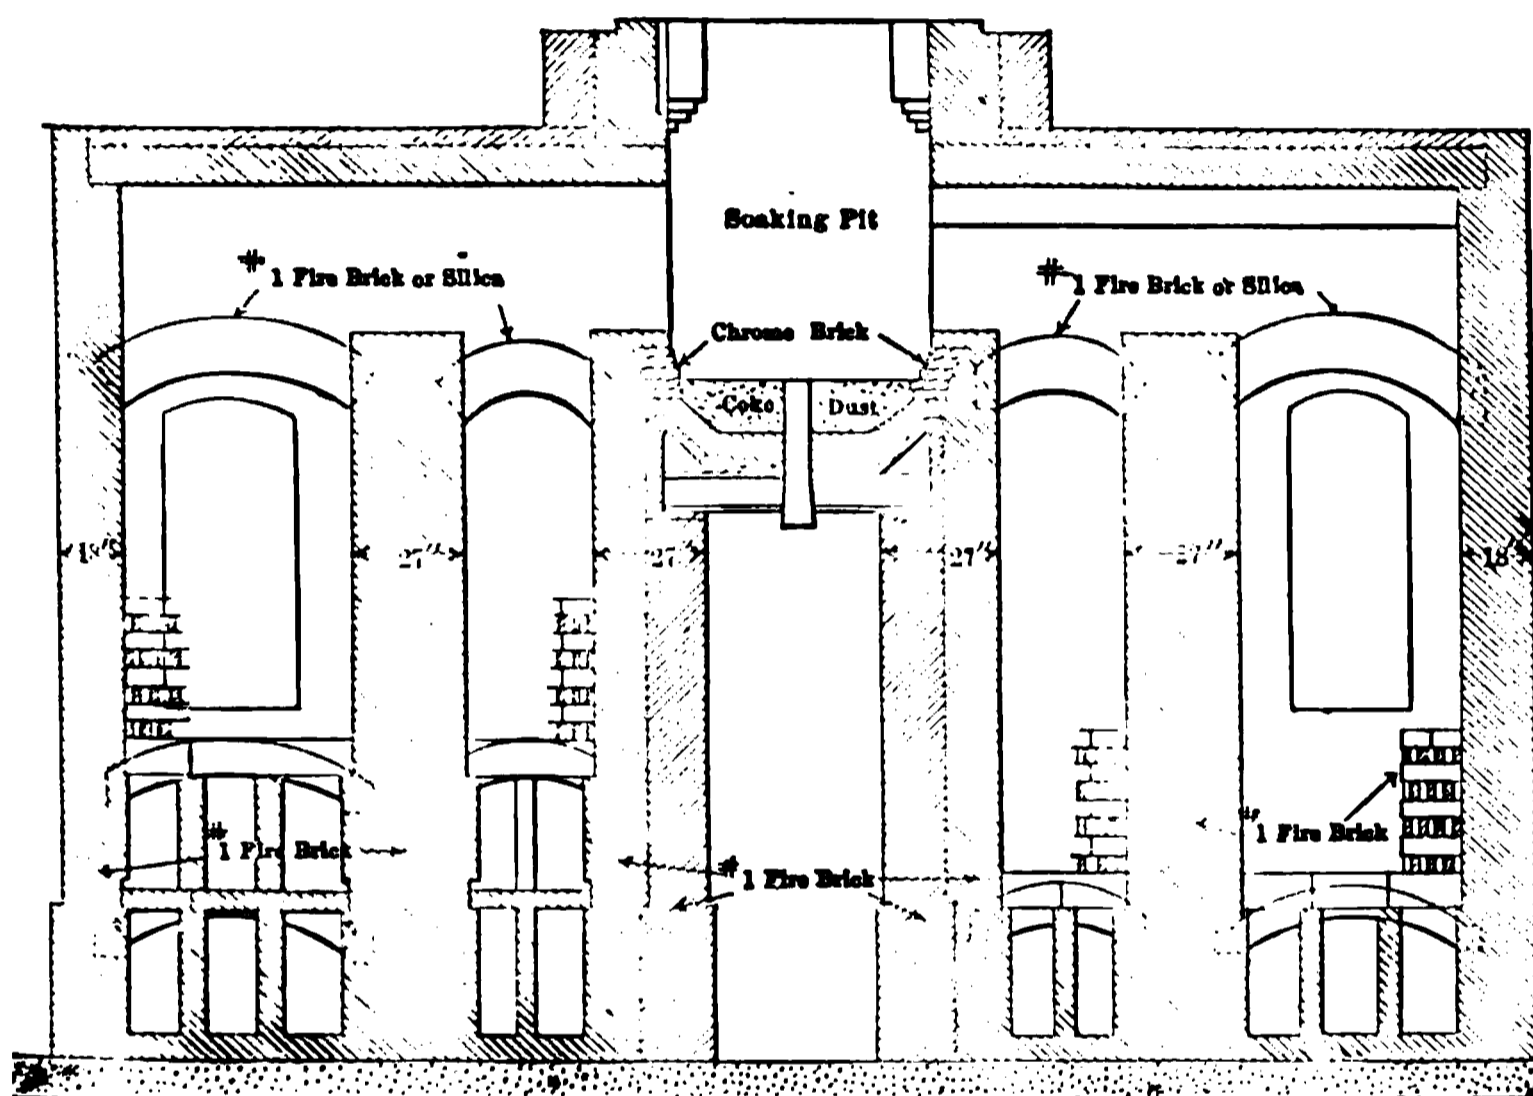 Soaking Pit
# 1 Fire Brick or Silica
# 1 Fire Brick or Silica
Chrome Brick
Coke Dust
18" 27" 27" 27" 27" 18"
# 1 Fire Brick
# 1 Fire Brick
# 1 Fire Brick